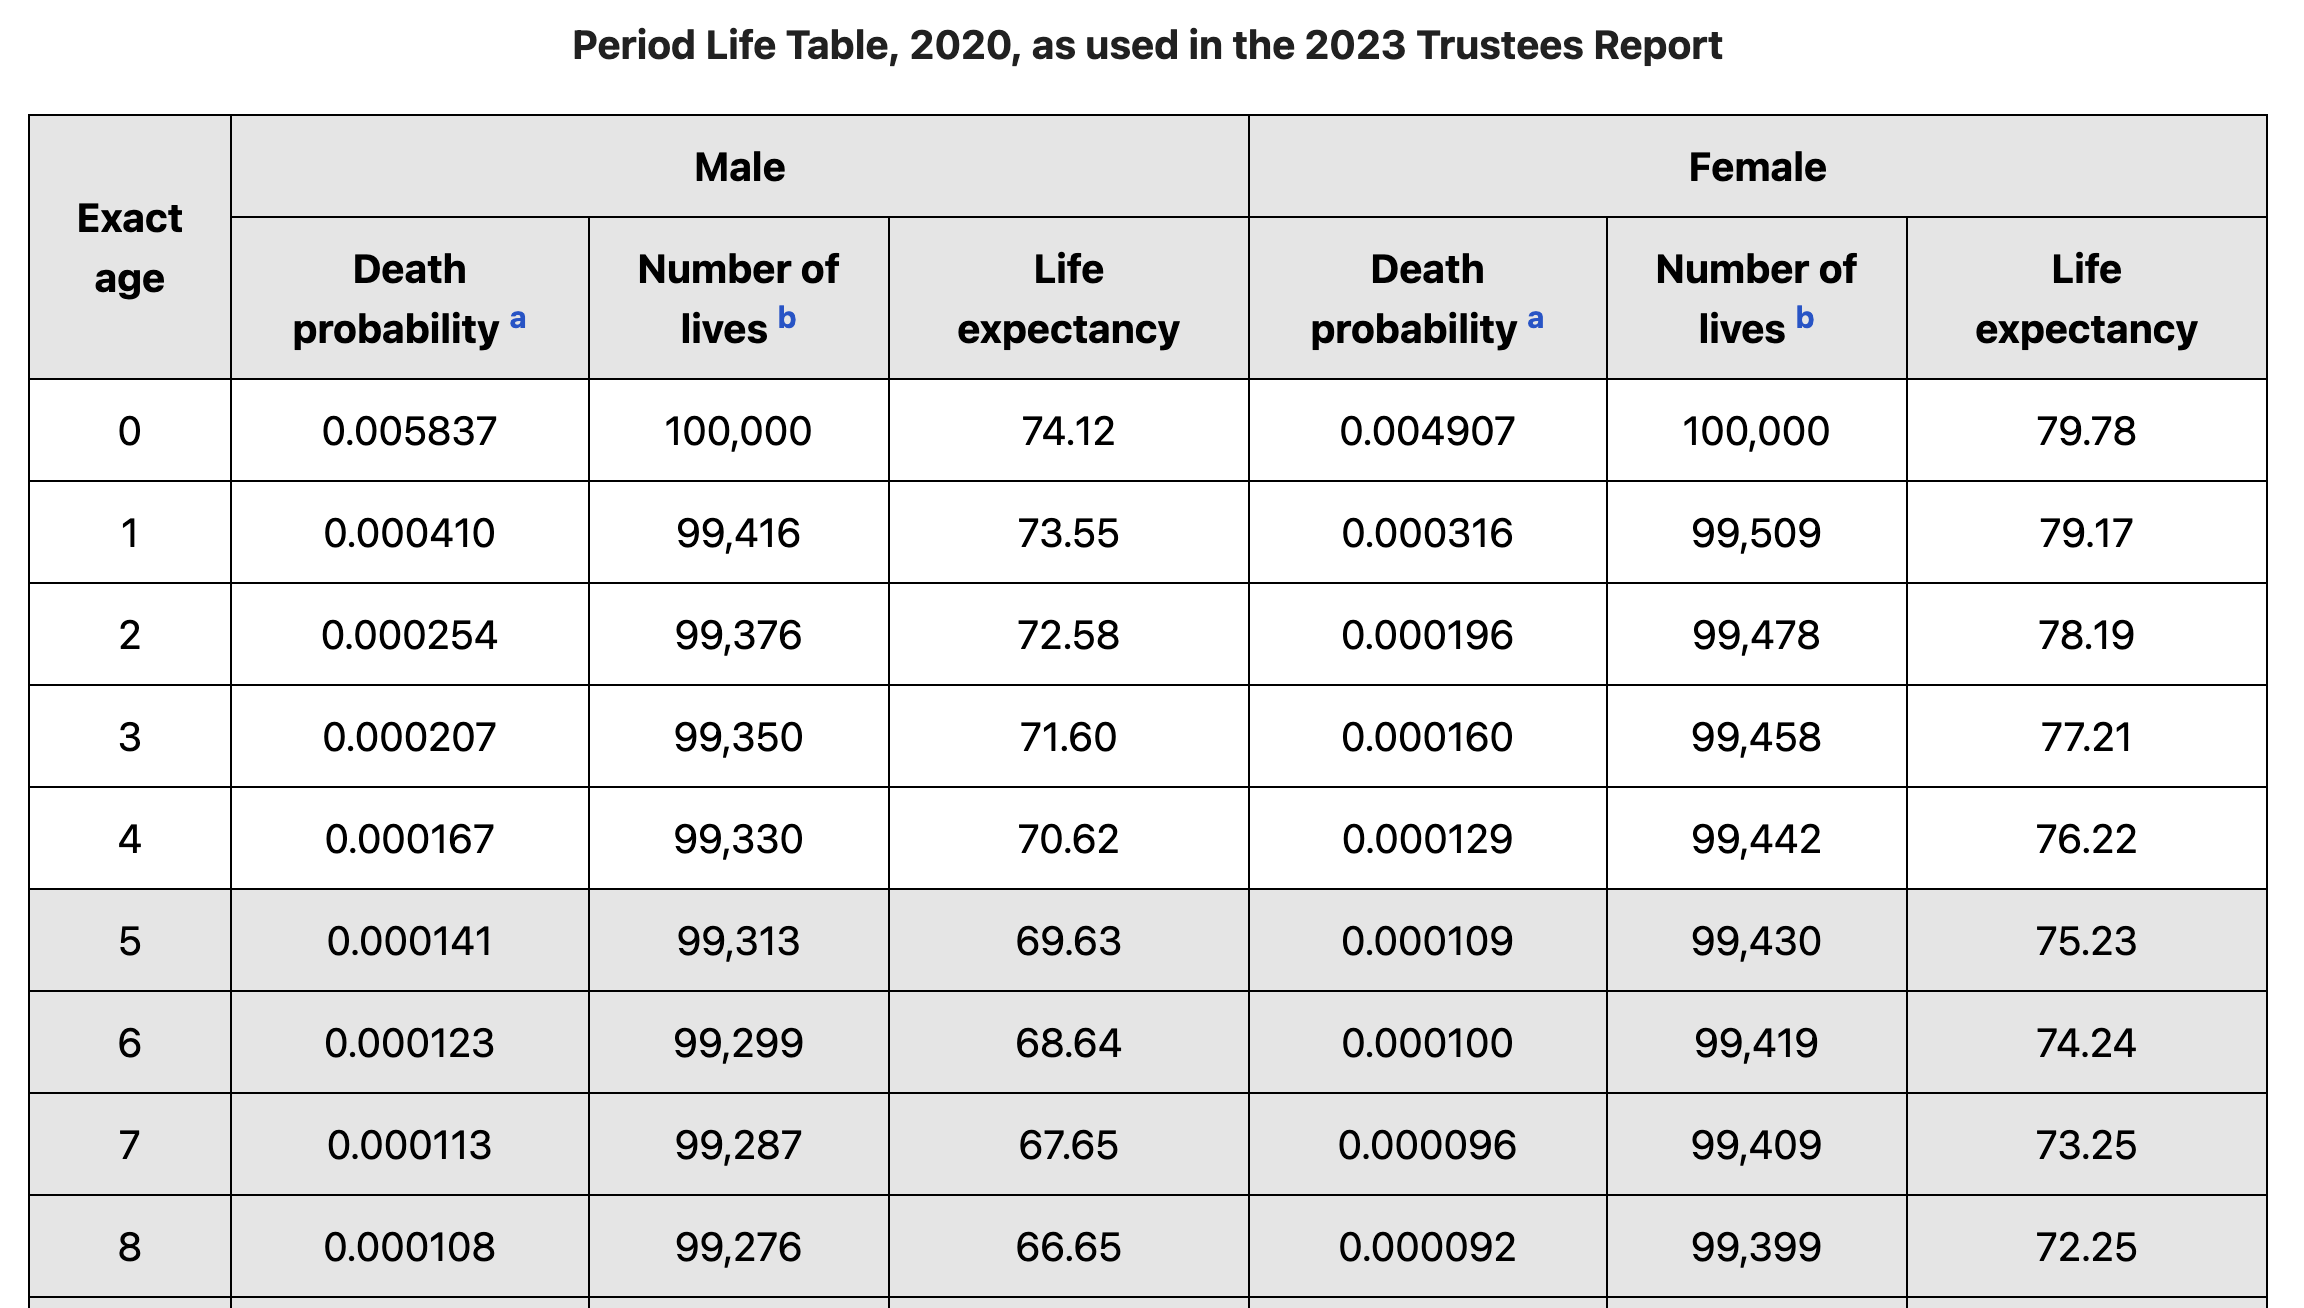 Period Life Table, 2020, as used in the 2023 Trustees Report
Exact age | Male | Female
Death probability a | Number of lives b | Life expectancy | Death probability a | Number of lives b | Life expectancy
0 | 0.005837 | 100,000 | 74.12 | 0.004907 | 100,000 | 79.78
1 | 0.000410 | 99,416 | 73.55 | 0.000316 | 99,509 | 79.17
2 | 0.000254 | 99,376 | 72.58 | 0.000196 | 99,478 | 78.19
3 | 0.000207 | 99,350 | 71.60 | 0.000160 | 99,458 | 77.21
4 | 0.000167 | 99,330 | 70.62 | 0.000129 | 99,442 | 76.22
5 | 0.000141 | 99,313 | 69.63 | 0.000109 | 99,430 | 75.23
6 | 0.000123 | 99,299 | 68.64 | 0.000100 | 99,419 | 74.24
7 | 0.000113 | 99,287 | 67.65 | 0.000096 | 99,409 | 73.25
8 | 0.000108 | 99,276 | 66.65 | 0.000092 | 99,399 | 72.25